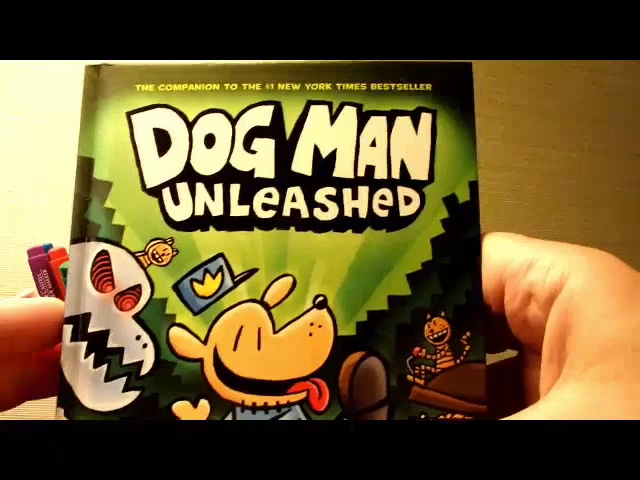 THE COMPANION TO THE #1 NEW YORK TIMES BESTSELLER
DOG MAN
UNLEASHED